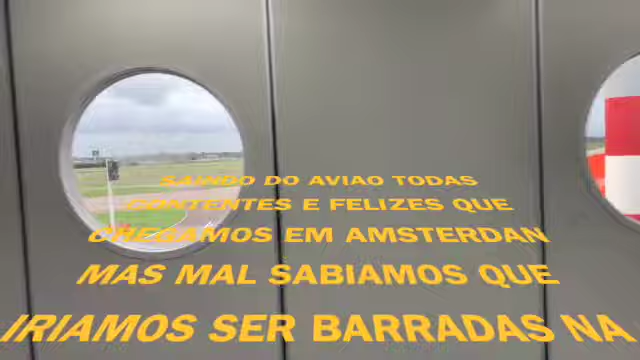 SAINDO DO AVIAO TODAS
CONTENTES E FELIZES QUE
CHEGAMOS EM AMSTERDAN
MAS MAL SABIAMOS QUE
IRIAMOS SER BARRADAS NA